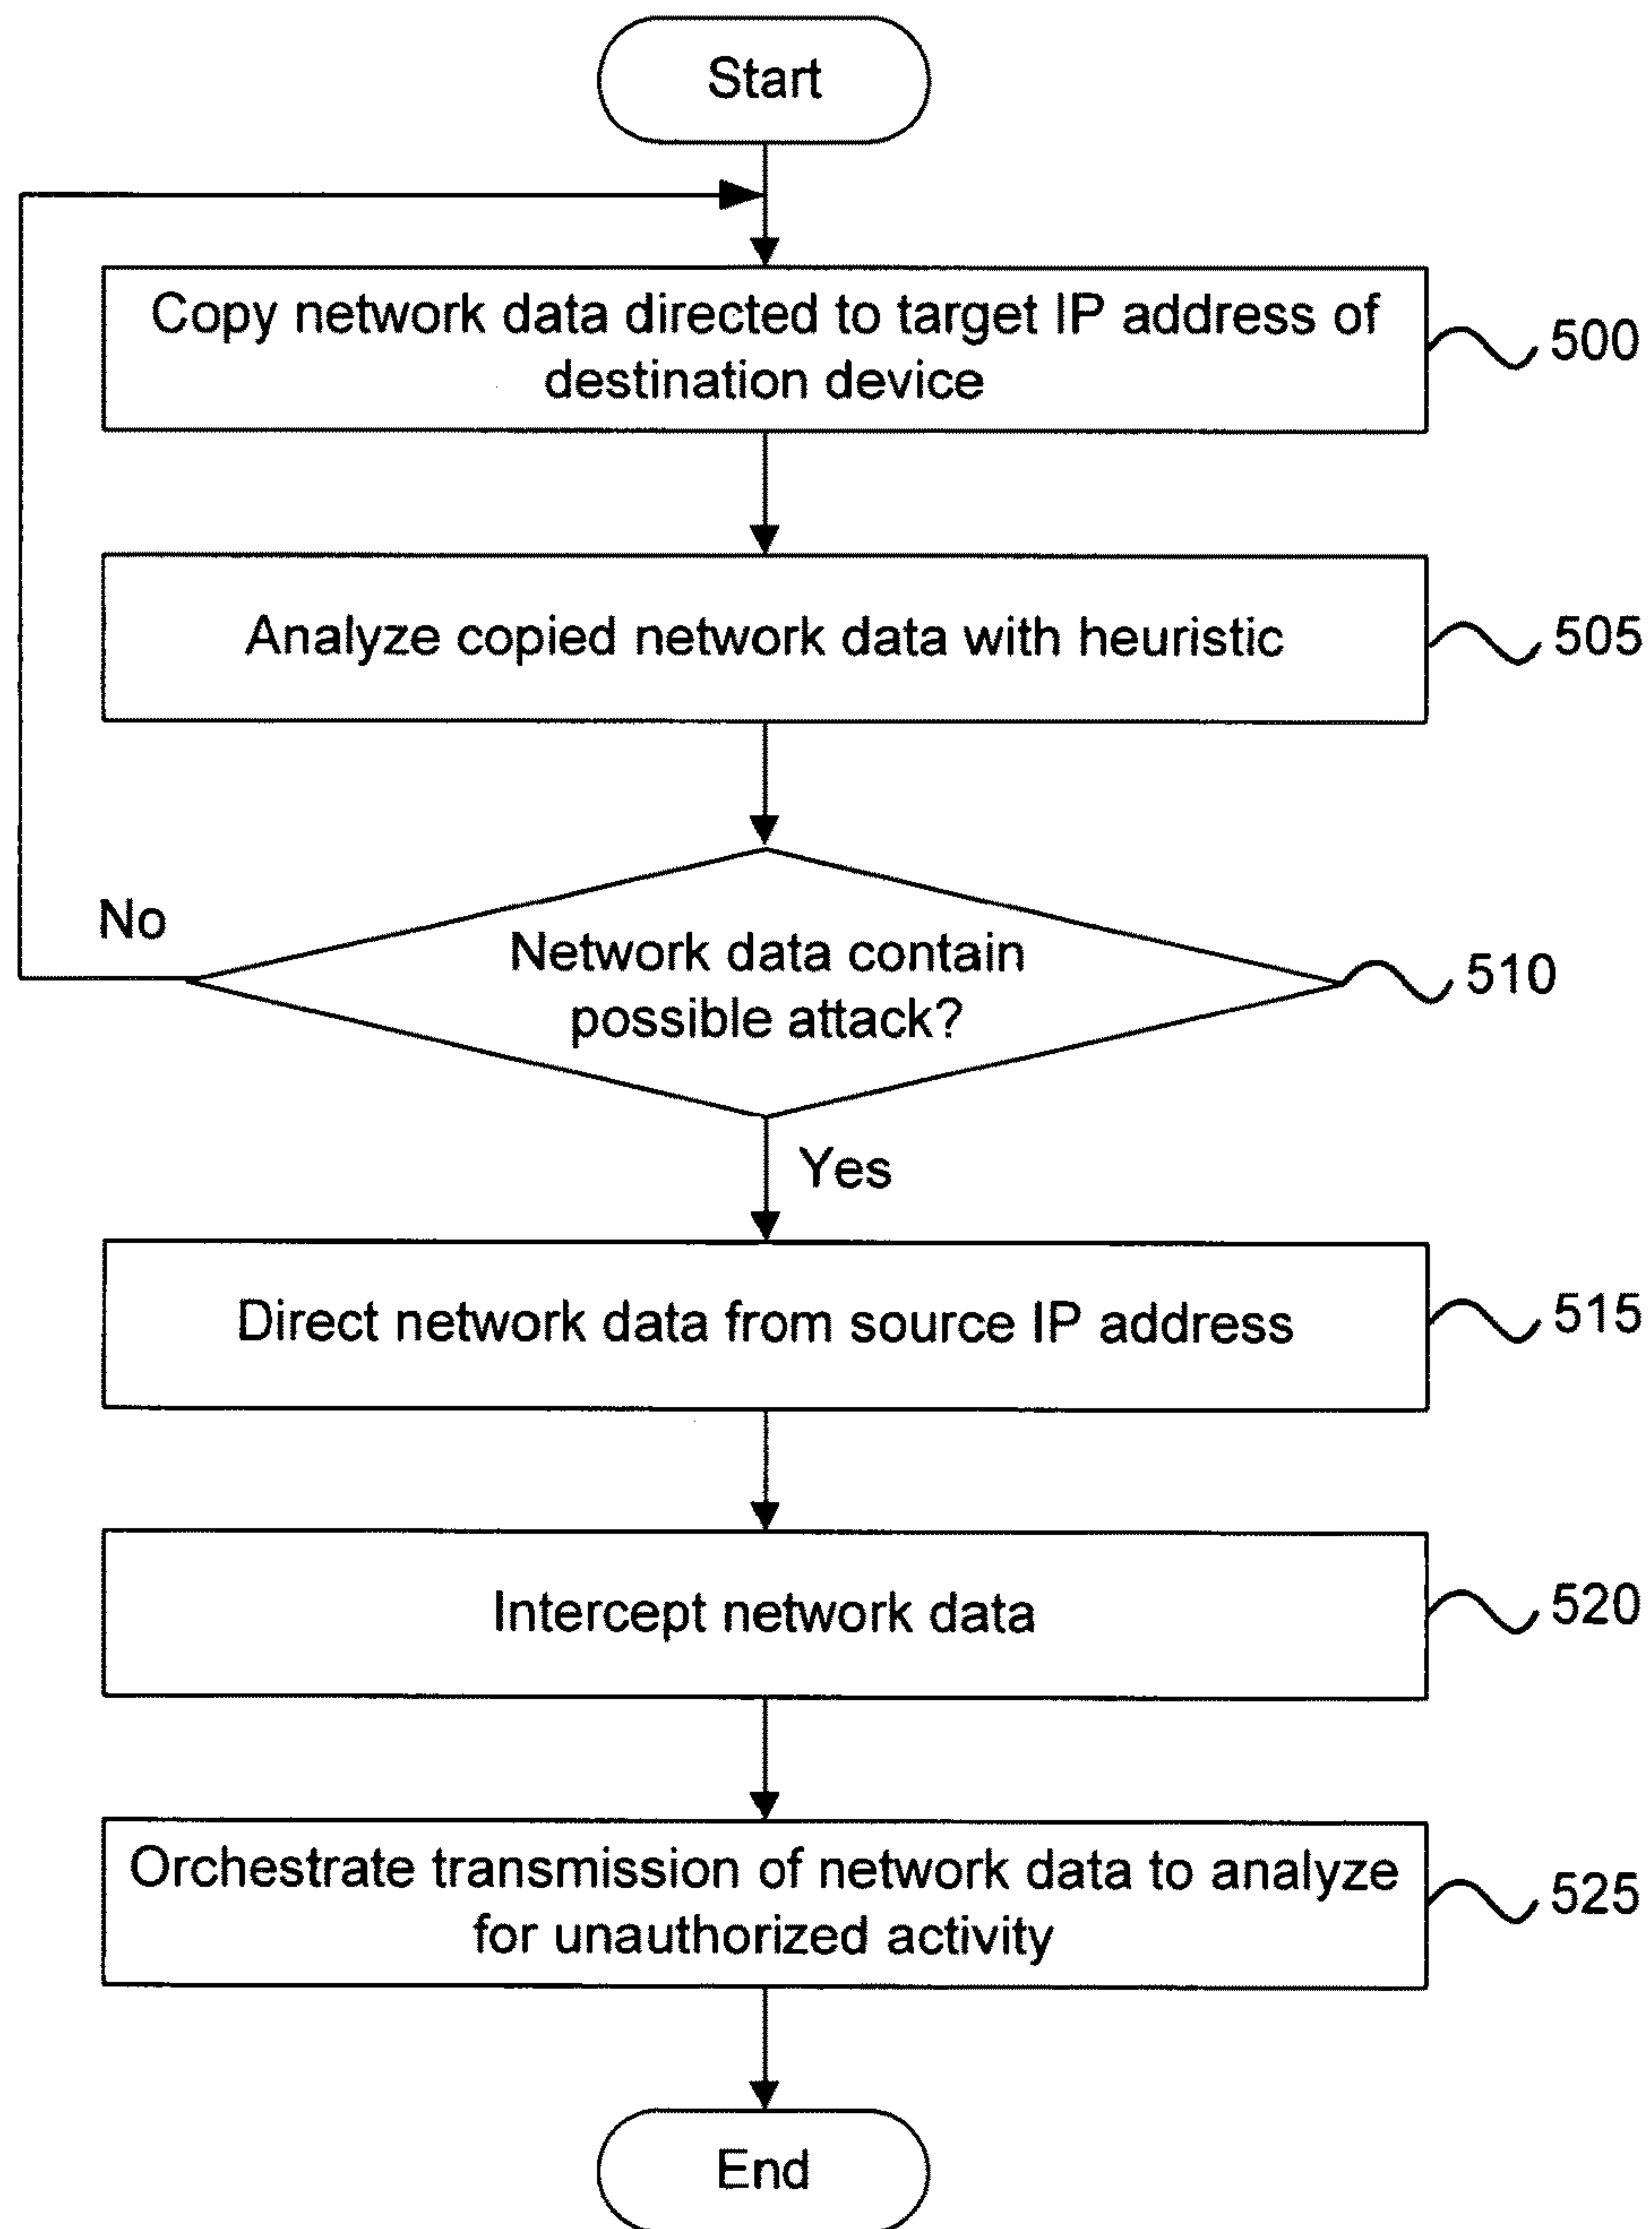 Start
Copy network data directed to target IP address of
destination device
500
Analyze copied network data with heuristic
505
No
Network data contain
possible attack?
510
Yes
Direct network data from source IP address
515
Intercept network data
520
Orchestrate transmission of network data to analyze
for unauthorized activity
525
End